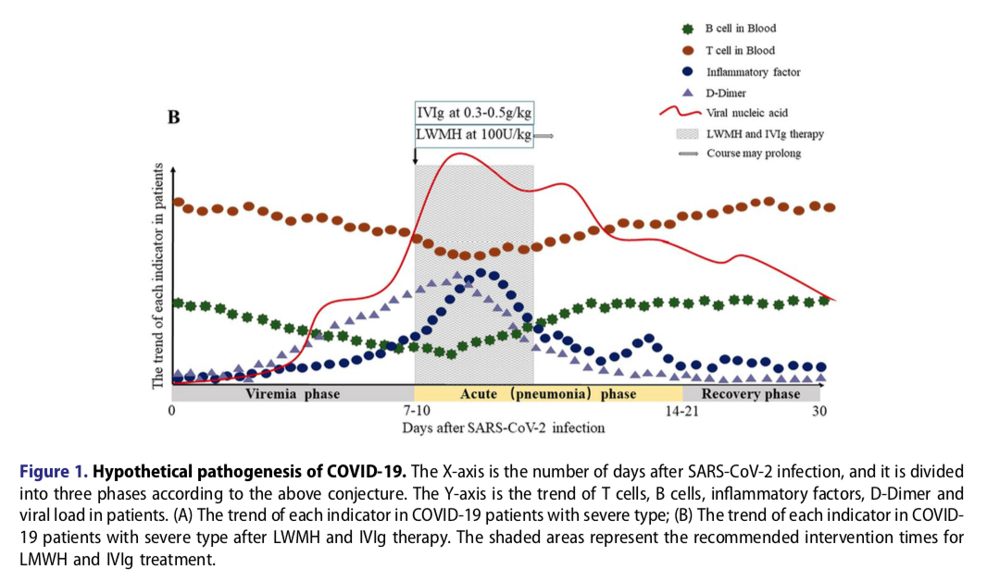 B cell in Blood
T cell in Blood
Inflammatory factor
D-Dimer
Viral nucleic acid
LWMH and IVIg therapy
Course may prolong
B
IVIg at 0.3-0.5g/kg
LWMH at 100U/kg
The trend of each indicator in patients
Viremia phase
Acute (pneumonia) phase
Recovery phase
0
7-10
14-21
30
Days after SARS-CoV-2 infection
Figure 1. Hypothetical pathogenesis of COVID-19. The X-axis is the number of days after SARS-CoV-2 infection, and it is divided
into three phases according to the above conjecture. The Y-axis is the trend of T cells, B cells, inflammatory factors, D-Dimer and
viral load in patients. (A) The trend of each indicator in COVID-19 patients with severe type; (B) The trend of each indicator in COVID-
19 patients with severe type after LWMH and IVIg therapy. The shaded areas represent the recommended intervention times for
LMWH and IVIg treatment.